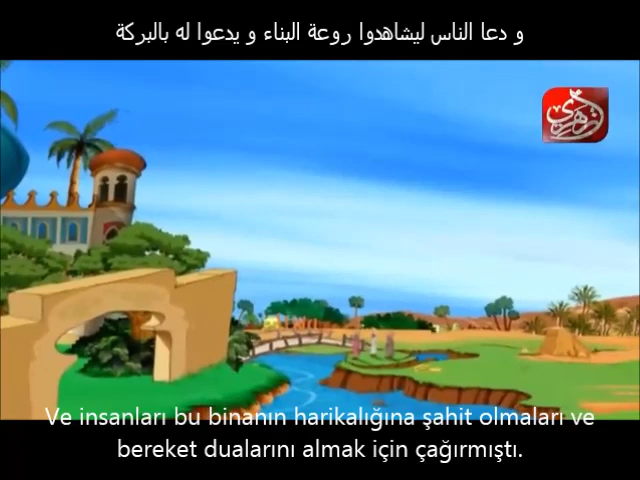 و دعا الناس ليشاهدوا روعة البناء و يدعوا له بالبركة
أزهري
Ve insanları bu binanın harikalığına şahit olmaları ve
bereket dualarını almak için çağırmıştı.